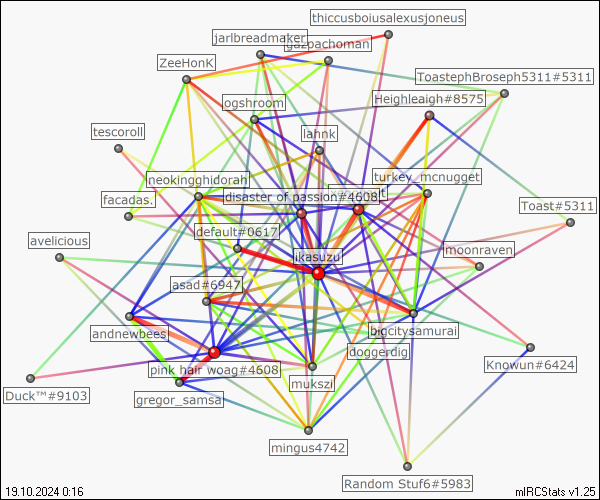 thiccusboiusalexusjoneus
jarlbreadmaker
gazpachoman
ZeeHonK
ToastephBroseph5311#5311
Heighleaigh#8575
ogshroom
tescoroll
lahnk
neokingghidorah
turkey_mcnugget
disaster of passion#4608
facadas.
Toast#5311
default#0617
avelicious
ikasuzu
moonraven
asad#6947
andnewbees
bigcitysamurai
doggerdig
pink hair woag#4608
Knowun#6424
mukszi
Duck™#9103
gregor_samsa
mingus4742
Random Stuf6#5983
19.10.2024 0:16
mIRCStats v1.25